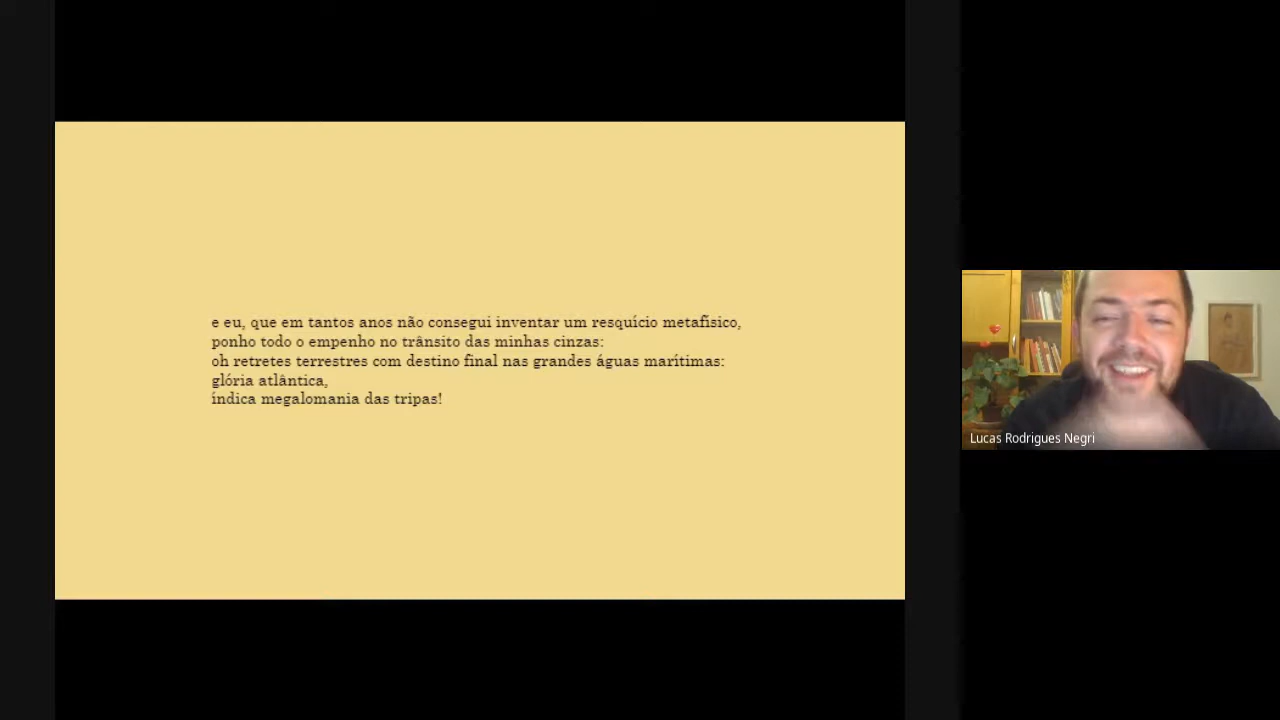 e eu, que em tantos anos não consegui inventar um resquício metafísico,
ponho todo o empenho no trânsito das minhas cinzas:
oh retretes terrestres com destino final nas grandes águas marítimas:
glória atlântica,
índica megalomania das tripas!
Lucas Rodrigues Negri